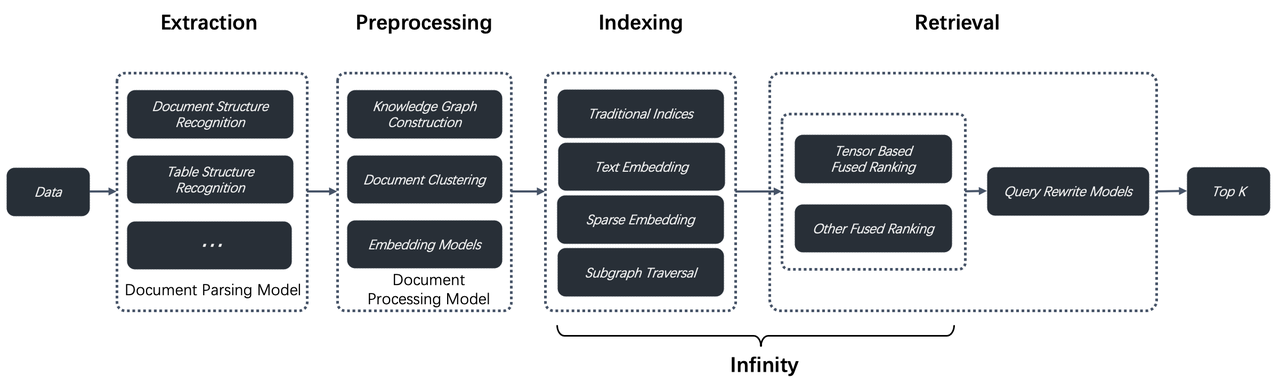 Extraction
Preprocessing
Indexing
Retrieval
Data
Document Structure
Recognition
Table Structure
Recognition
...
Document Parsing Model
Knowledge Graph
Construction
Document Clustering
Embedding Models
Document
Processing Model
Traditional Indices
Text Embedding
Sparse Embedding
Subgraph Traversal
Tensor Based
Fused Ranking
Other Fused Ranking
Query Rewrite Models
Top K
Infinity